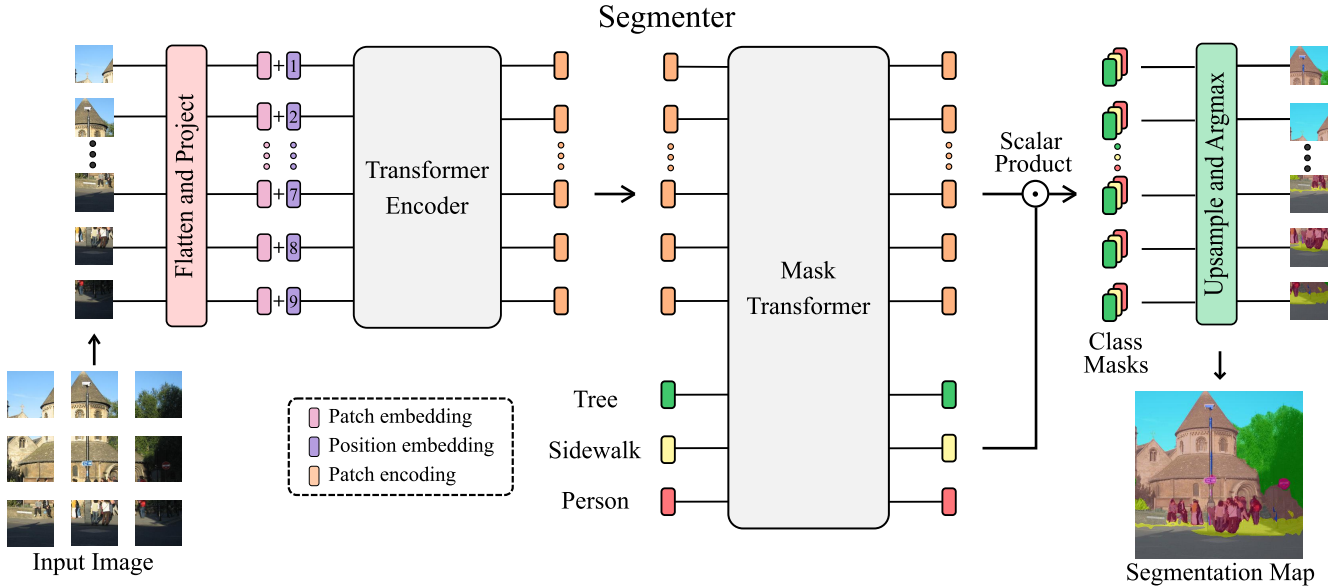 Segmenter
Flatten and Project
+ 1
+ 2
+ 7
+ 8
+ 9
Transformer
Encoder
Mask
Transformer
Scalar
Product
Upsample and Argmax
Class
Masks
Tree
Sidewalk
Person
Patch embedding
Position embedding
Patch encoding
Input Image
Segmentation Map